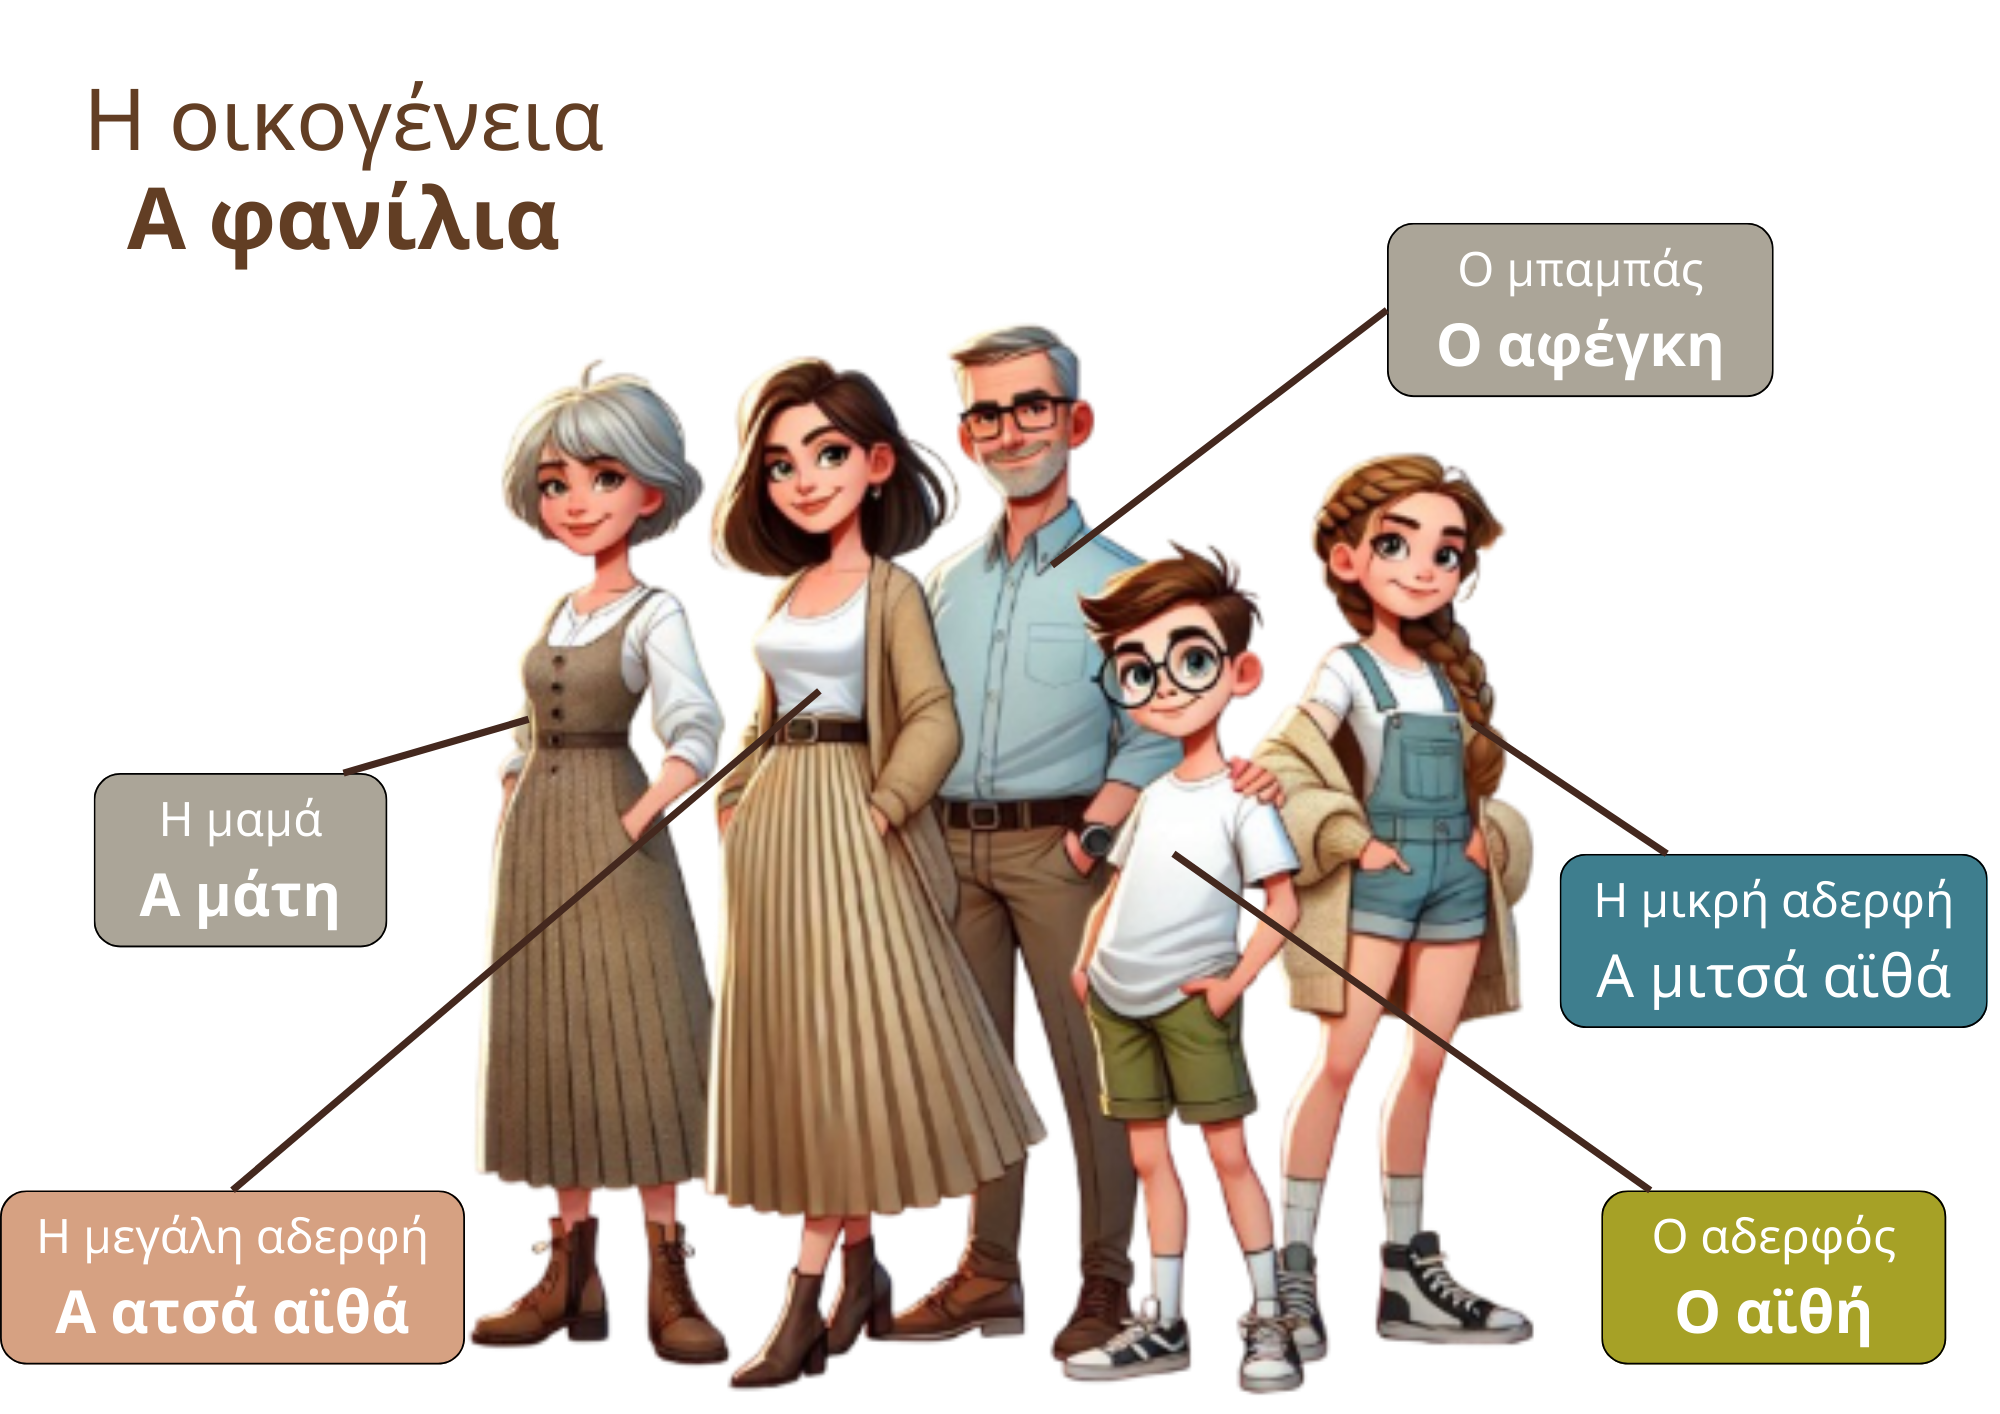 Η οικογένεια
Α φανίλια
Ο μπαμπάς
Ο αφέγκη
Η μαμά
Α μάτη
Η μικρή αδερφή
Α μιτσά αϊθά
Η μεγάλη αδερφή
Α ατσά αϊθά
Ο αδερφός
Ο αϊθή